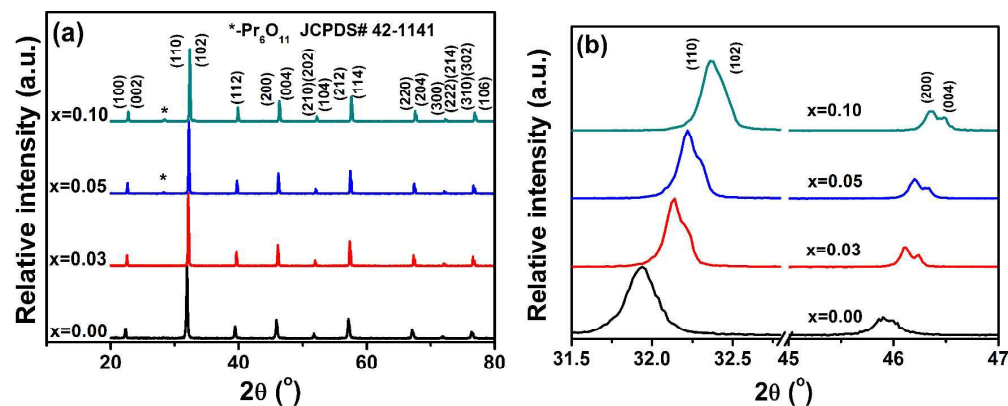 (a)
*-Pr6O11 JCPDS# 42-1141
Relative intensity (a.u.)
(100)
(002)
(110)
(102)
(112)
(200)
(004)
(210)(202)
(104)
(212)
(114)
(220)
(204)
(300)
(222)(214)
(310)(302)
(106)
x=0.10
*
x=0.05
*
x=0.03
x=0.00
20 40 60 80
2θ (°)
(b)
Relative intensity (a.u.)
(110)
(102)
(200)
(004)
x=0.10
x=0.05
x=0.03
x=0.00
31.5 32.0 32.5 45 46 47
2θ (°)